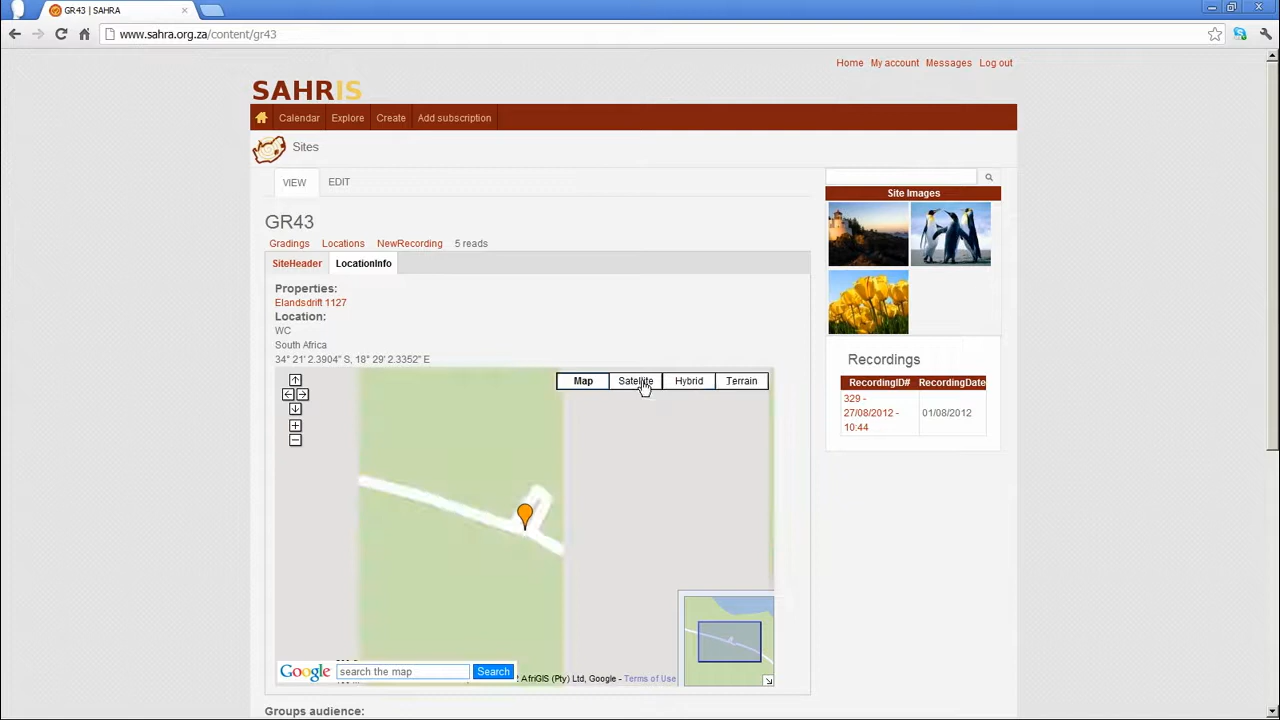 GR43 | SAHRA
www.sahra.org.za/content/gr43
Home My account Messages Log out
SAHRIS
Calendar Explore Create Add subscription
Sites
VIEW EDIT
Site Images
GR43
Gradings Locations NewRecording 5 reads
SiteHeader LocationInfo
Properties:
Elandsdrift 1127
Location:
WC
South Africa
34° 21' 2.3904" S, 18° 29' 2.3352" E
Map Satellite Hybrid Terrain
Recordings
RecordingID# RecordingDate
329 -
27/08/2012 - 01/08/2012
10:44
Google search the map Search
AfriGIS (Pty) Ltd, Google - Terms of Use
Groups audience: